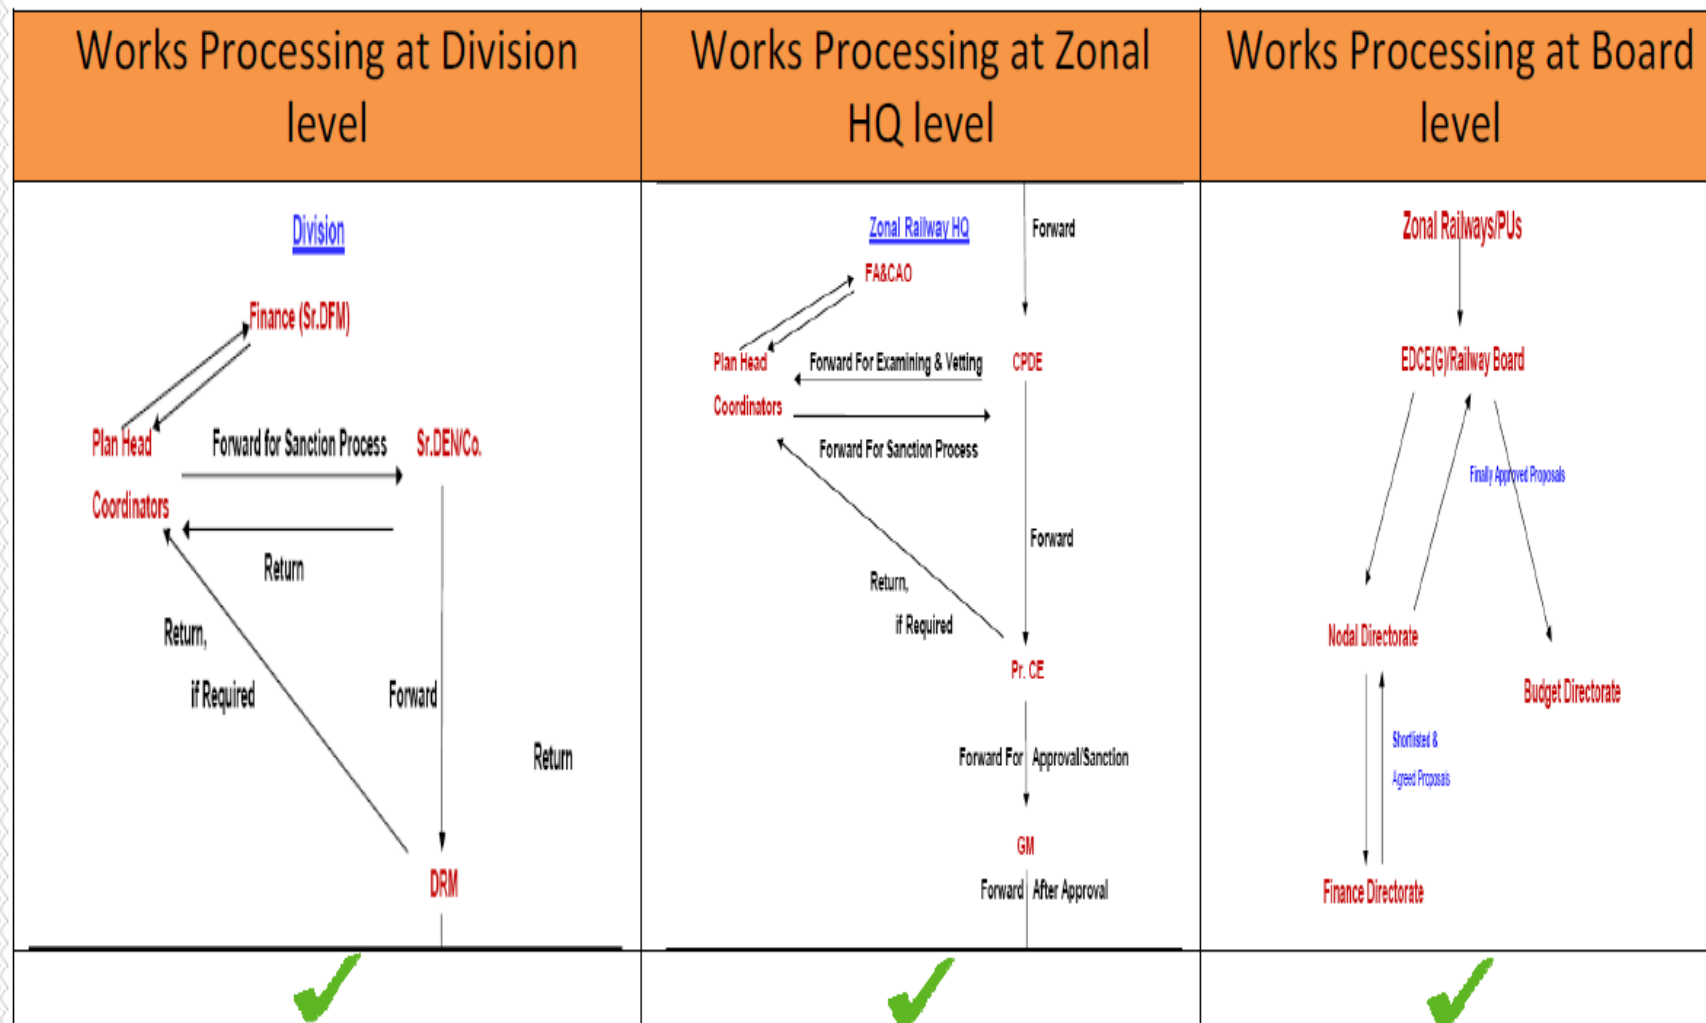 Works Processing at Division
level
Works Processing at Zonal
HQ level
Works Processing at Board
level
Division
Finance (Sr.DFM)
Plan Head
Coordinators
Forward for Sanction Process
Sr.DEN/Co.
Return
Return,
if Required
Forward
Return
DRM
Forward
Zonal Railway HQ
FA&CAO
Plan Head
Coordinators
Forward For Examining & Vetting
CPDE
Forward For Sanction Process
Forward
Return,
if Required
Pr. CE
Forward For Approval/Sanction
GM
Forward After Approval
Zonal Railways/PUs
EDCE(G)/Railway Board
Finally Approved Proposals
Nodal Directorate
Budget Directorate
Shortlisted &
Agreed Proposals
Finance Directorate